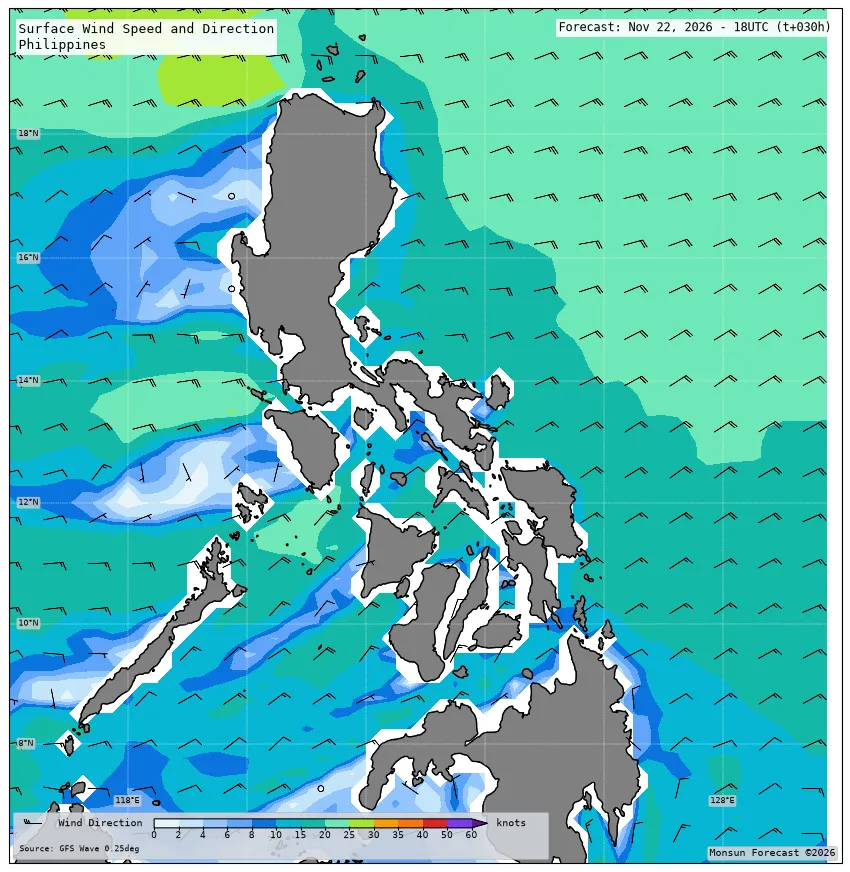 Surface Wind Speed and Direction
Philippines
Forecast: Nov 22, 2026 - 18UTC (t+030h)
18°N
16°N
14°N
12°N
10°N
8°N
118°E
128°E
Wind Direction
0 2 4 6 8 10 15 20 25 30 35 40 50 60
knots
Source: GFS Wave 0.25deg
Monsun Forecast ©2026